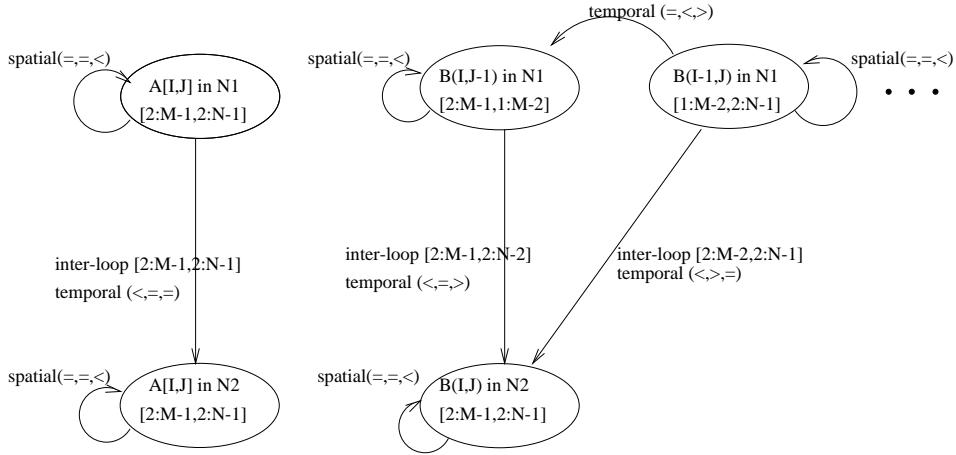 temporal (=,<,>)
spatial(=,=,<)
A[I,J] in N1
[2:M-1,2:N-1]
spatial(=,=,<)
B(I,J-1) in N1
[2:M-1,1:M-2]
B(I-1,J) in N1
[1:M-2,2:N-1]
spatial(=,=,<)
inter-loop [2:M-1,2:N-1]
temporal (<,=,=)
inter-loop [2:M-1,2:N-2]
temporal (<,=,>)
inter-loop [2:M-2,2:N-1]
temporal (<,>,=)
spatial(=,=,<)
A[I,J] in N2
[2:M-1,2:N-1]
spatial(=,=,<)
B(I,J) in N2
[2:M-1,2:N-1]